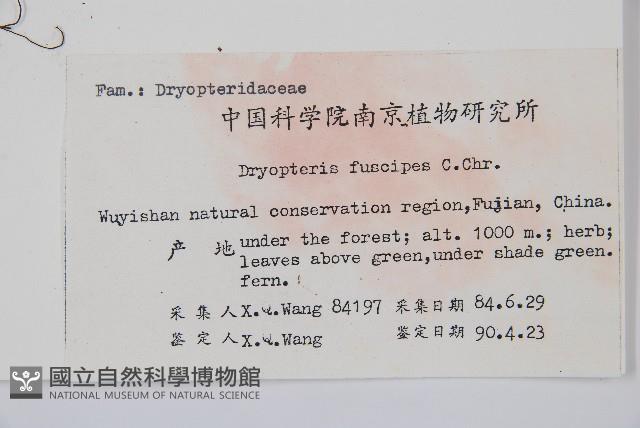 Fam.: Dryopteridaceae
中国科学院南京植物研究所
Dryopteris fuscipes C.Chr.
Wuyishan natural conservation region,Fujian, China.
产 地 under the forest; alt. 1000 m.; herb;
leaves above green,under shade green.
fern.
采 集 人 X.Q.Wang 84197 采集日期 84.6.29
鉴 定 人 X.Q.Wang 鉴定日期 90.4.23
國立自然科學博物館
NATIONAL MUSEUM OF NATURAL SCIENCE